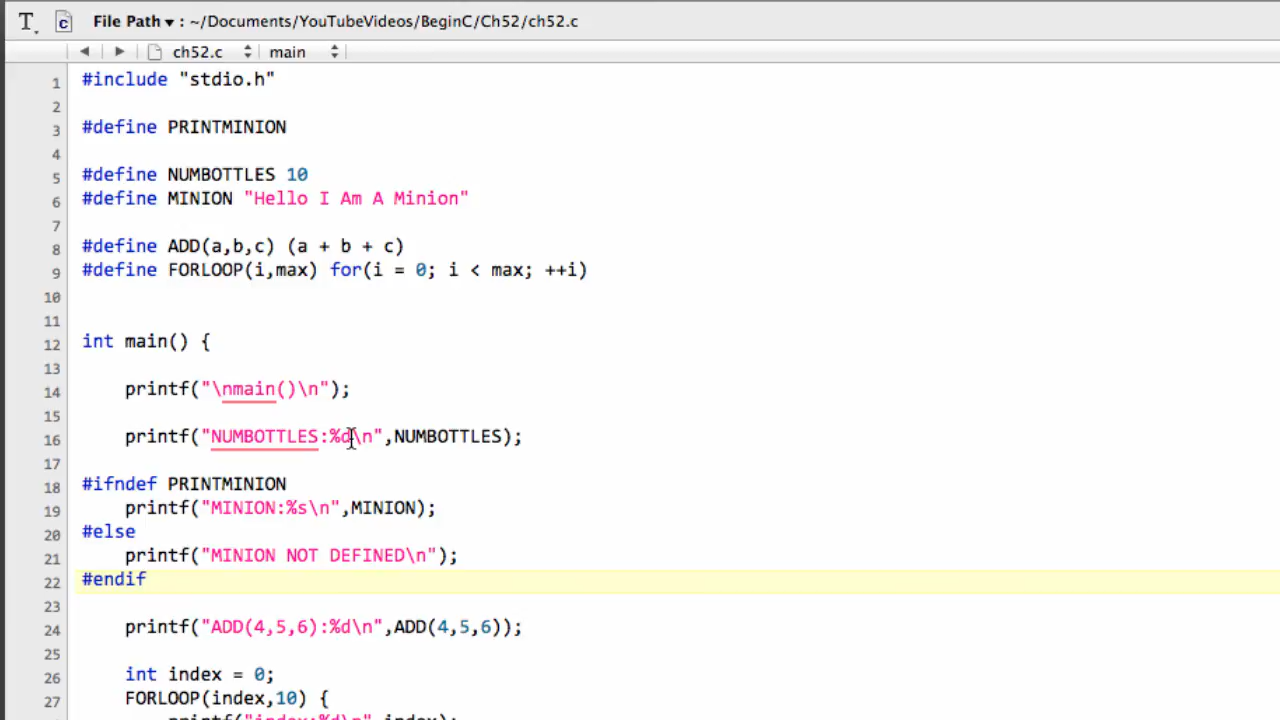 File Path ▾ : ~/Documents/YouTubeVideos/BeginC/Ch52/ch52.c
ch52.c main
1 #include "stdio.h"
2
3 #define PRINTMINION
4
5 #define NUMBOTTLES 10
6 #define MINION "Hello I Am A Minion"
7
8 #define ADD(a,b,c) (a + b + c)
9 #define FORLOOP(i,max) for(i = 0; i < max; ++i)
10
11
12 int main() {
13
14 printf("\nmain()\n");
15
16 printf("NUMBOTTLES:%d\n",NUMBOTTLES);
17
18 #ifndef PRINTMINION
19 printf("MINION:%s\n",MINION);
20 #else
21 printf("MINION NOT DEFINED\n");
22 #endif
23
24 printf("ADD(4,5,6):%d\n",ADD(4,5,6));
25
26 int index = 0;
27 FORLOOP(index,10) {
printf("index:%d\n",index);